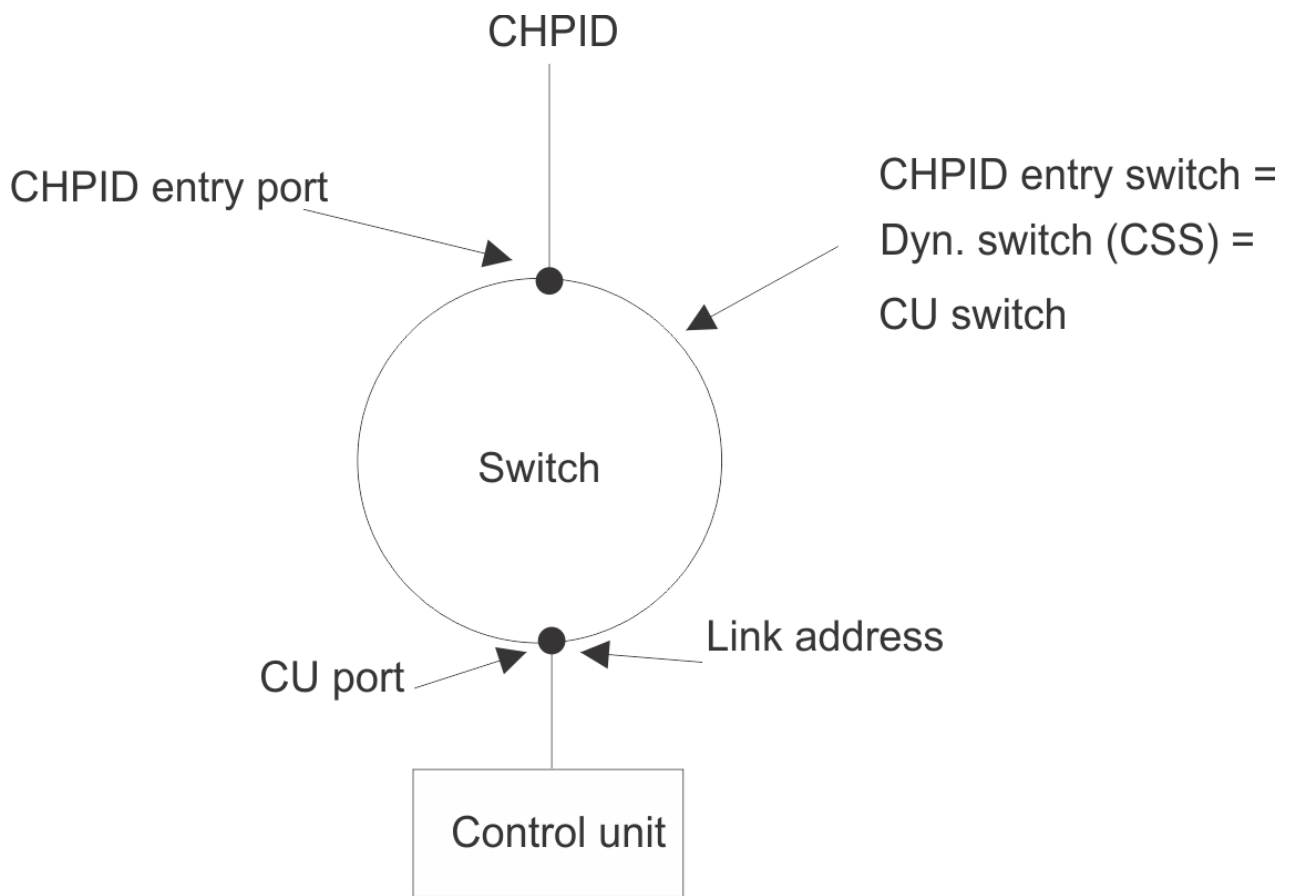 CHPID
CHPID entry port
CHPID entry switch =
Dyn. switch (CSS) =
CU switch
Switch
Link address
CU port
Control unit